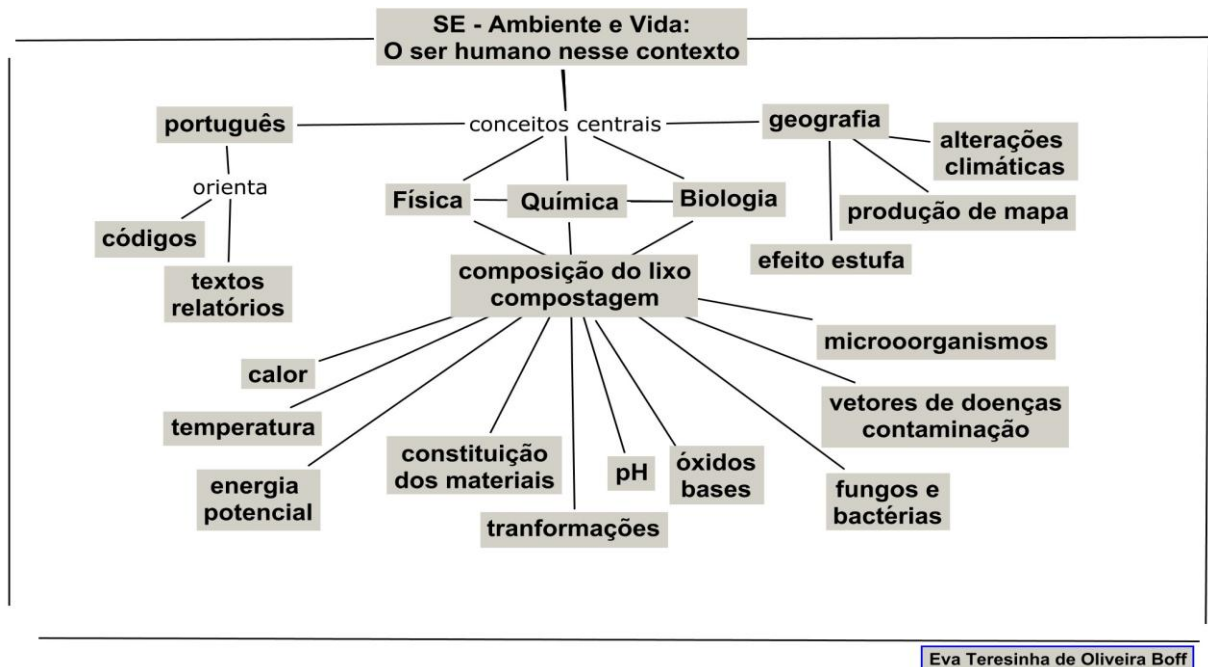 SE - Ambiente e Vida:
O ser humano nesse contexto
português
conceitos centrais
geografia
alterações
climáticas
orienta
Física
Química
Biologia
produção de mapa
códigos
efeito estufa
textos
relatórios
composição do lixo
compostagem
microoorganismos
calor
vetores de doenças
contaminação
temperatura
constituição
dos materiais
pH
óxidos
bases
energia
potencial
fungos e
bactérias
tranformações
Eva Teresinha de Oliveira Boff